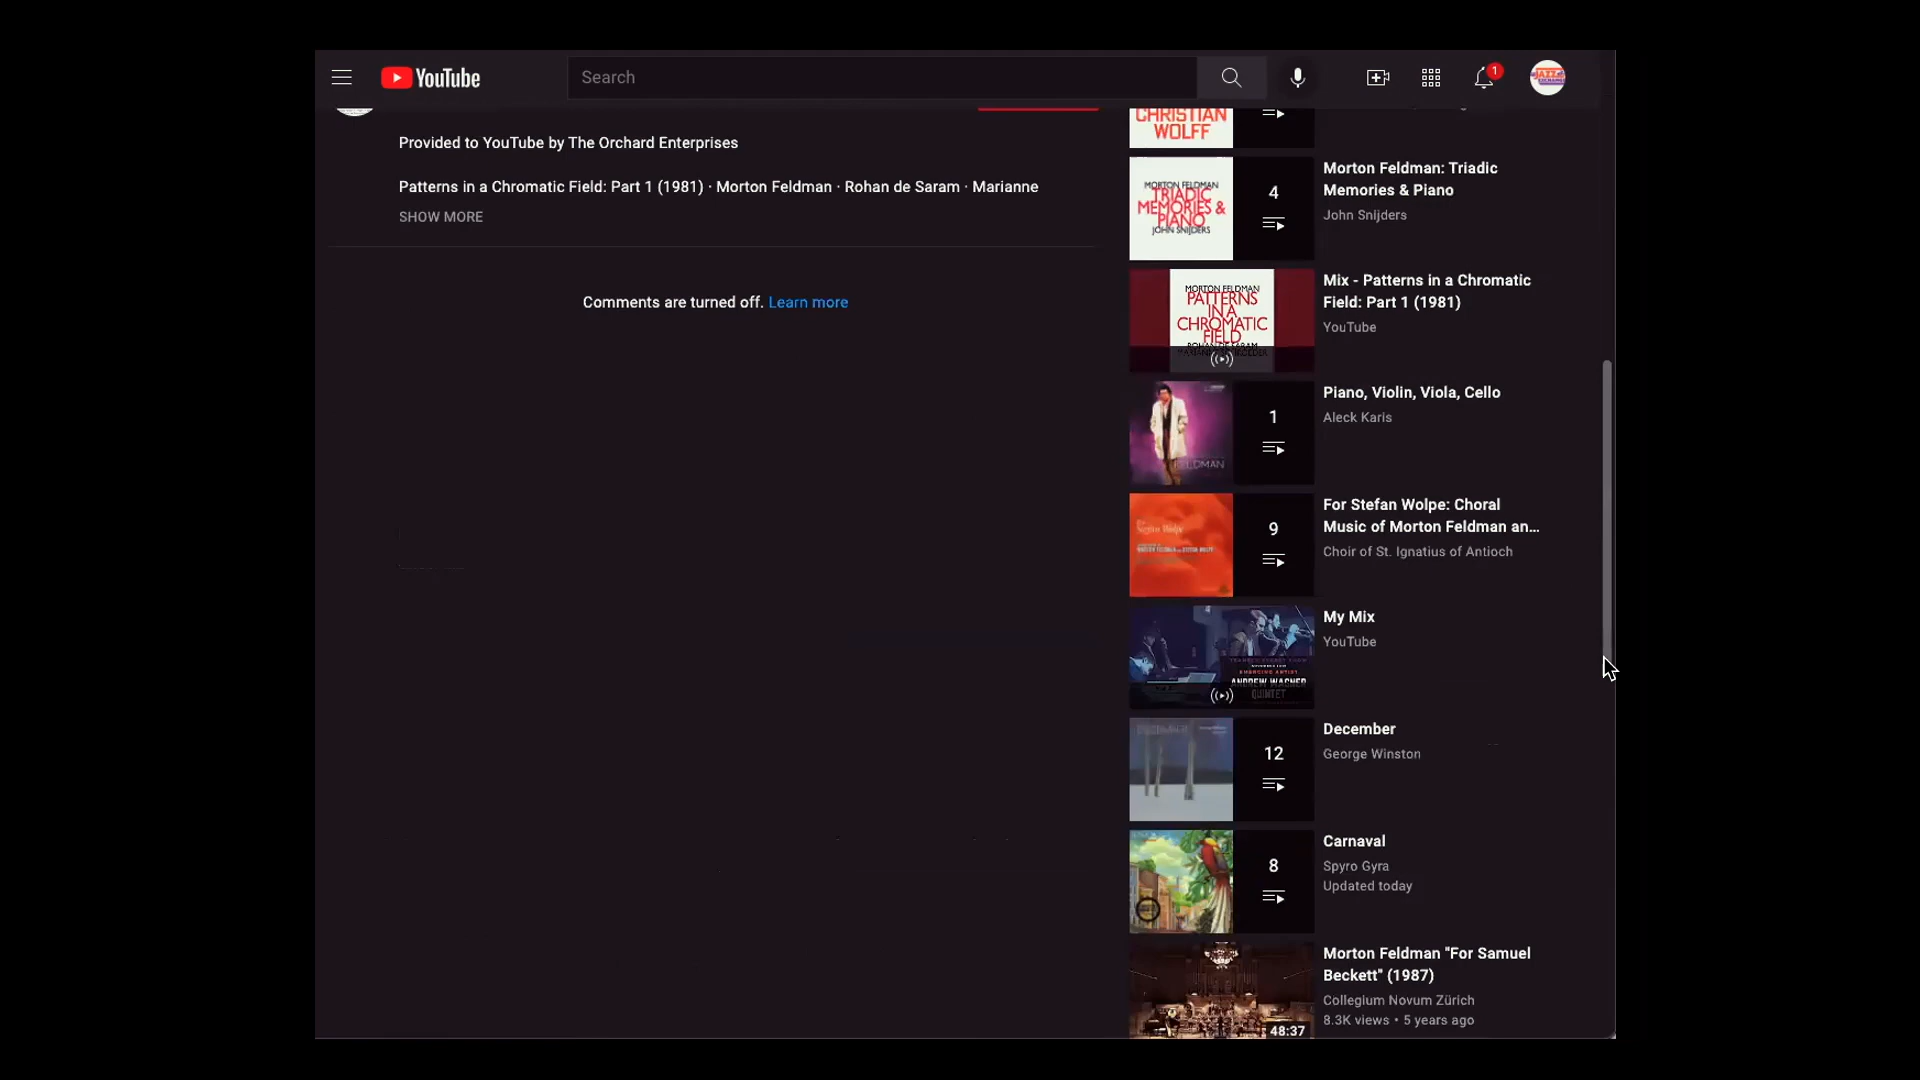 YouTube
Search
1
Provided to YouTube by The Orchard Enterprises
Patterns in a Chromatic Field: Part 1 (1981) · Morton Feldman · Rohan de Saram · Marianne
SHOW MORE
Comments are turned off. Learn more
CHRISTIAN
WOLFF
MORTON FELDMAN
TRIADIC
MEMORIES &
PIANO
JOHN SNIJDERS
4
Morton Feldman: Triadic
Memories & Piano
John Snijders
MORTON FELDMAN
PATTERNS
IN A
CHROMATIC
FIELD
ROHAN DE SARAM
Mix - Patterns in a Chromatic
Field: Part 1 (1981)
YouTube
FELDMAN
1
Piano, Violin, Viola, Cello
Aleck Karis
9
For Stefan Wolpe: Choral
Music of Morton Feldman an...
Choir of St. Ignatius of Antioch
EMERGING ARTIST
ANDREW WAGNER
QUINTET
My Mix
YouTube
12
December
George Winston
8
Carnaval
Spyro Gyra
Updated today
48:37
Morton Feldman "For Samuel
Beckett" (1987)
Collegium Novum Zürich
8.3K views • 5 years ago